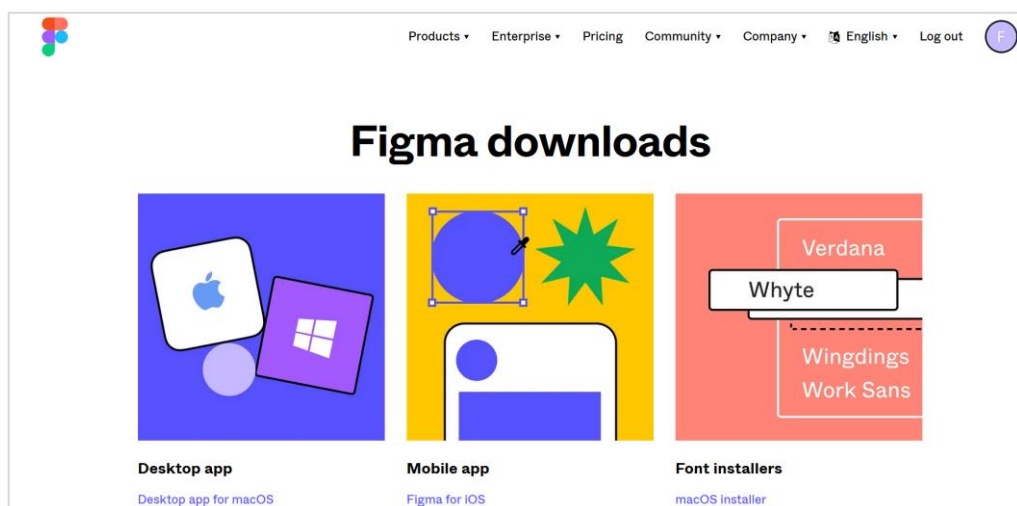 Products ▾ Enterprise ▾ Pricing Community ▾ Company ▾ English ▾ Log out F
Figma downloads
Verdana
Whyte
Wingdings
Work Sans
Desktop app Mobile app Font installers
Desktop app for macOS Figma for iOS macOS installer